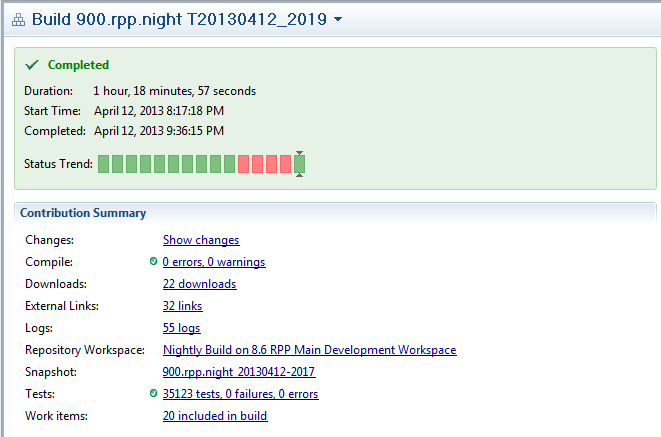 Build 900.rpp.night T20130412_2019
Completed
Duration: 1 hour, 18 minutes, 57 seconds
Start Time: April 12, 2013 8:17:18 PM
Completed: April 12, 2013 9:36:15 PM
Status Trend:
Contribution Summary
Changes: Show changes
Compile: 0 errors, 0 warnings
Downloads: 22 downloads
External Links: 32 links
Logs: 55 logs
Repository Workspace: Nightly Build on 8.6 RPP Main Development Workspace
Snapshot: 900.rpp.night_20130412-2017
Tests: 35123 tests, 0 failures, 0 errors
Work items: 20 included in build